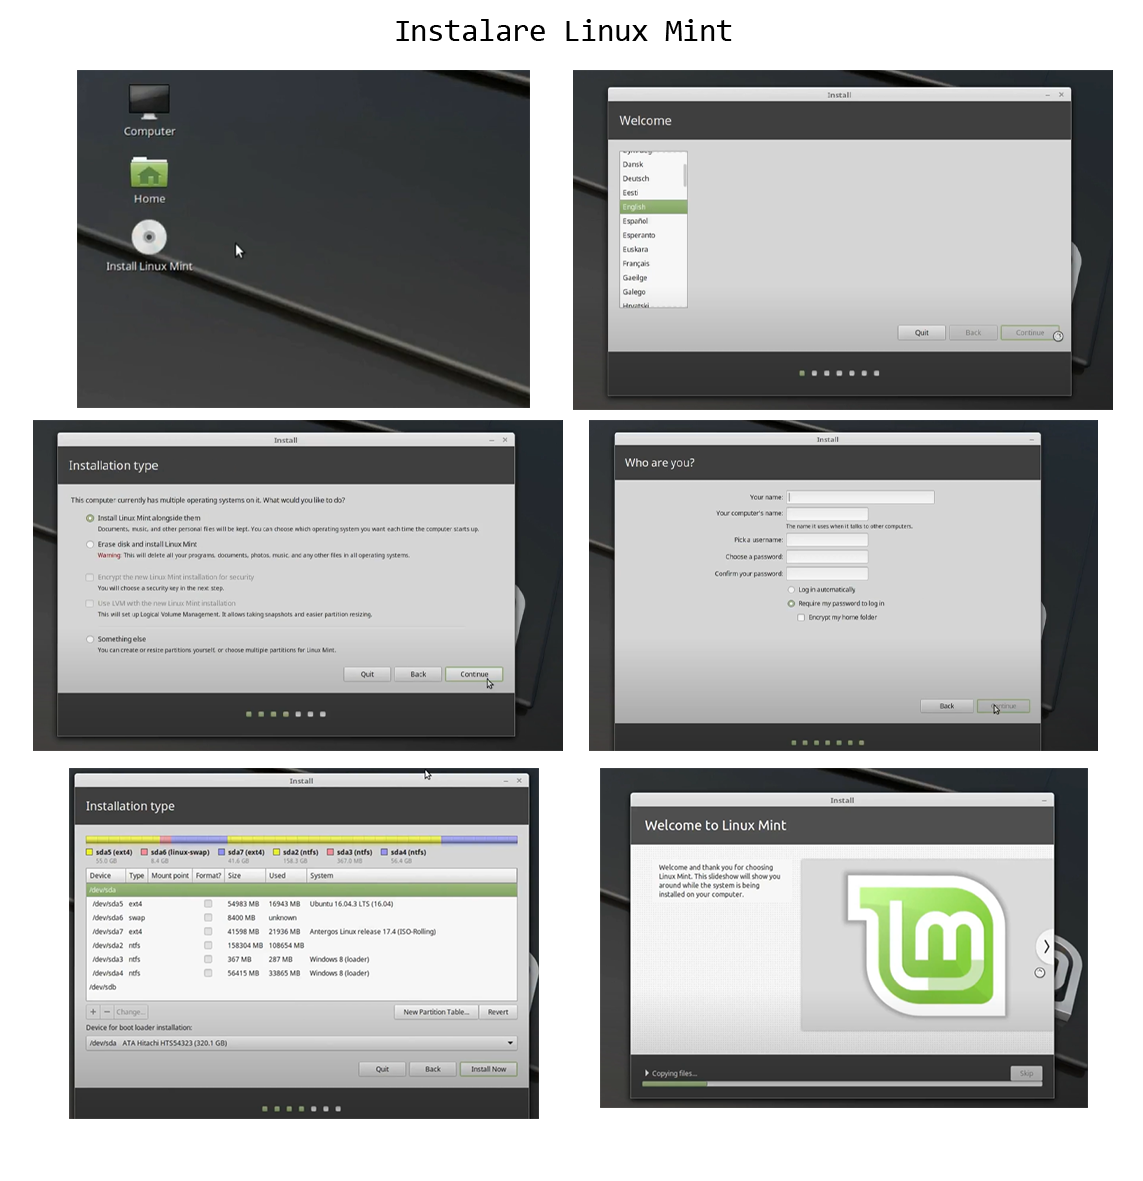 Instalare Linux Mint
Computer
Home
Install Linux Mint
Install
Welcome
Dansk
Deutsch
Eesti
English
Español
Esperanto
Euskara
Français
Gaeilge
Galego
Hrvatski
Quit Back Continue
Install
Installation type
This computer currently has multiple operating systems on it. What would you like to do?
Install Linux Mint alongside them
Documents, music, and other personal files will be kept. You can choose which operating system you want each time the computer starts up.
Erase disk and install Linux Mint
Warning: This will delete all your programs, documents, photos, music, and any other files in all operating systems.
Encrypt the new Linux Mint installation for security
You will choose a security key in the next step.
Use LVM with the new Linux Mint installation
This will set up Logical Volume Management. It allows taking snapshots and easier partition resizing.
Something else
You can create or resize partitions yourself, or choose multiple partitions for Linux Mint.
Quit Back Continue
Install
Who are you?
Your name:
Your computer's name:
The name it uses when it talks to other computers.
Pick a username:
Choose a password:
Confirm your password:
Log in automatically
Require my password to log in
Encrypt my home folder
Back Continue
Install
Installation type
sda5 (ext4) sda6 (linux-swap) sda7 (ext4) sda2 (ntfs) sda3 (ntfs) sda4 (ntfs)
55.0 GB 8.4 GB 41.6 GB 158.3 GB 367.0 MB 56.4 GB
Device Type Mount point Format? Size Used System
/dev/sda
/dev/sda5 ext4 54983 MB 16943 MB Ubuntu 16.04.3 LTS (16.04)
/dev/sda6 swap 8400 MB unknown
/dev/sda7 ext4 41598 MB 21936 MB Antergos Linux release 17.4 (ISO-Rolling)
/dev/sda2 ntfs 158304 MB 108654 MB
/dev/sda3 ntfs 367 MB 287 MB Windows 8 (loader)
/dev/sda4 ntfs 56415 MB 33865 MB Windows 8 (loader)
/dev/sdb
+ − Change... New Partition Table... Revert
Device for boot loader installation:
/dev/sda ATA Hitachi HTS54323 (320.1 GB)
Quit Back Install Now
Install
Welcome to Linux Mint
Welcome and thank you for choosing
Linux Mint. This slideshow will show you
around while the system is being
installed on your computer.
lm
Copying files...
Skip